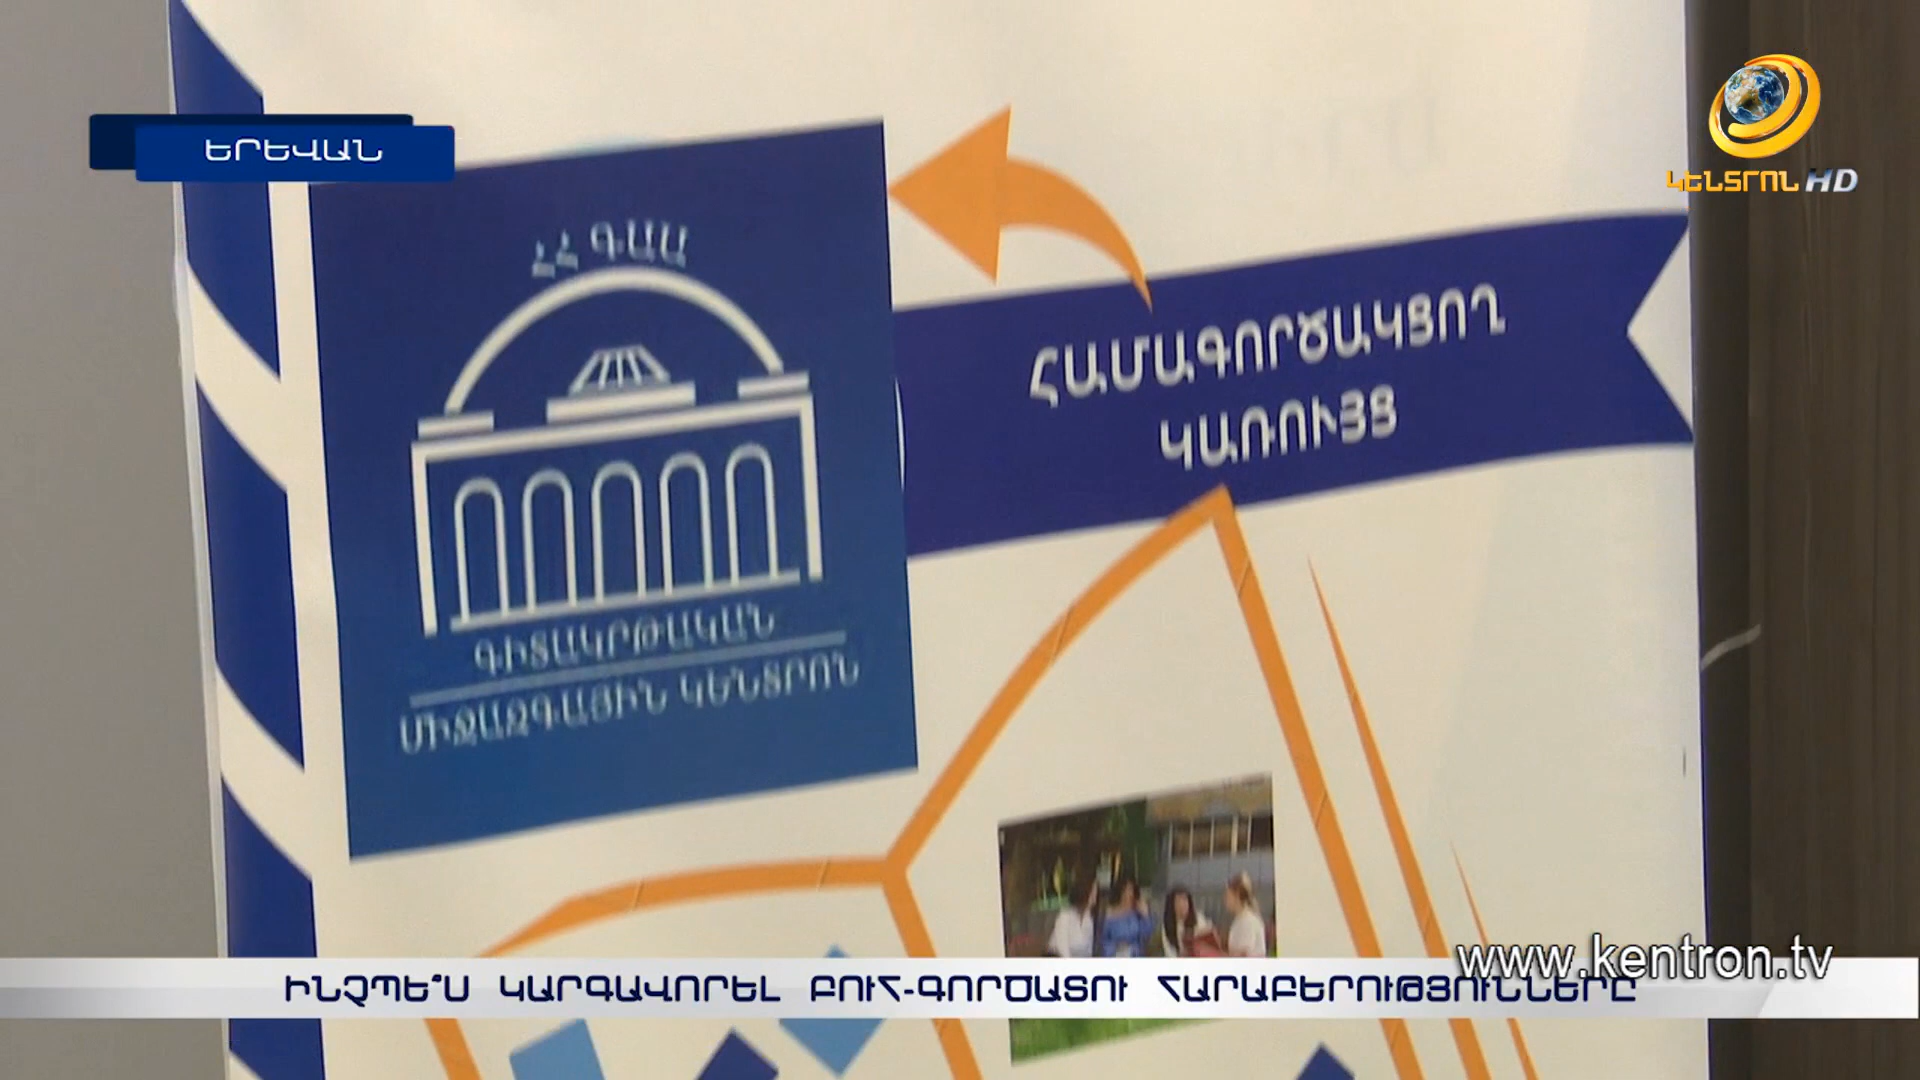 ԵՐԵՎԱՆ
ԿԵՆՏՐՈՆ HD
ՀՀ ԳԱԱ
ՀԱՄԱԳՈՐԾԱԿՑՈՂ
ԿԱՌՈՒՅՑ
ԳԻՏԱԿՐԹԱԿԱՆ
ՄԻՋԱԶԳԱՅԻՆ ԿԵՆՏՐՈՆ
www.kentron.tv
ԻՆՉՊԵ՞Ս ԿԱՐԳԱՎՈՐԵԼ ԲՈՒՀ-ԳՈՐԾԱՏՈՒ ՀԱՐԱԲԵՐՈՒԹՅՈՒՆՆԵՐԸ